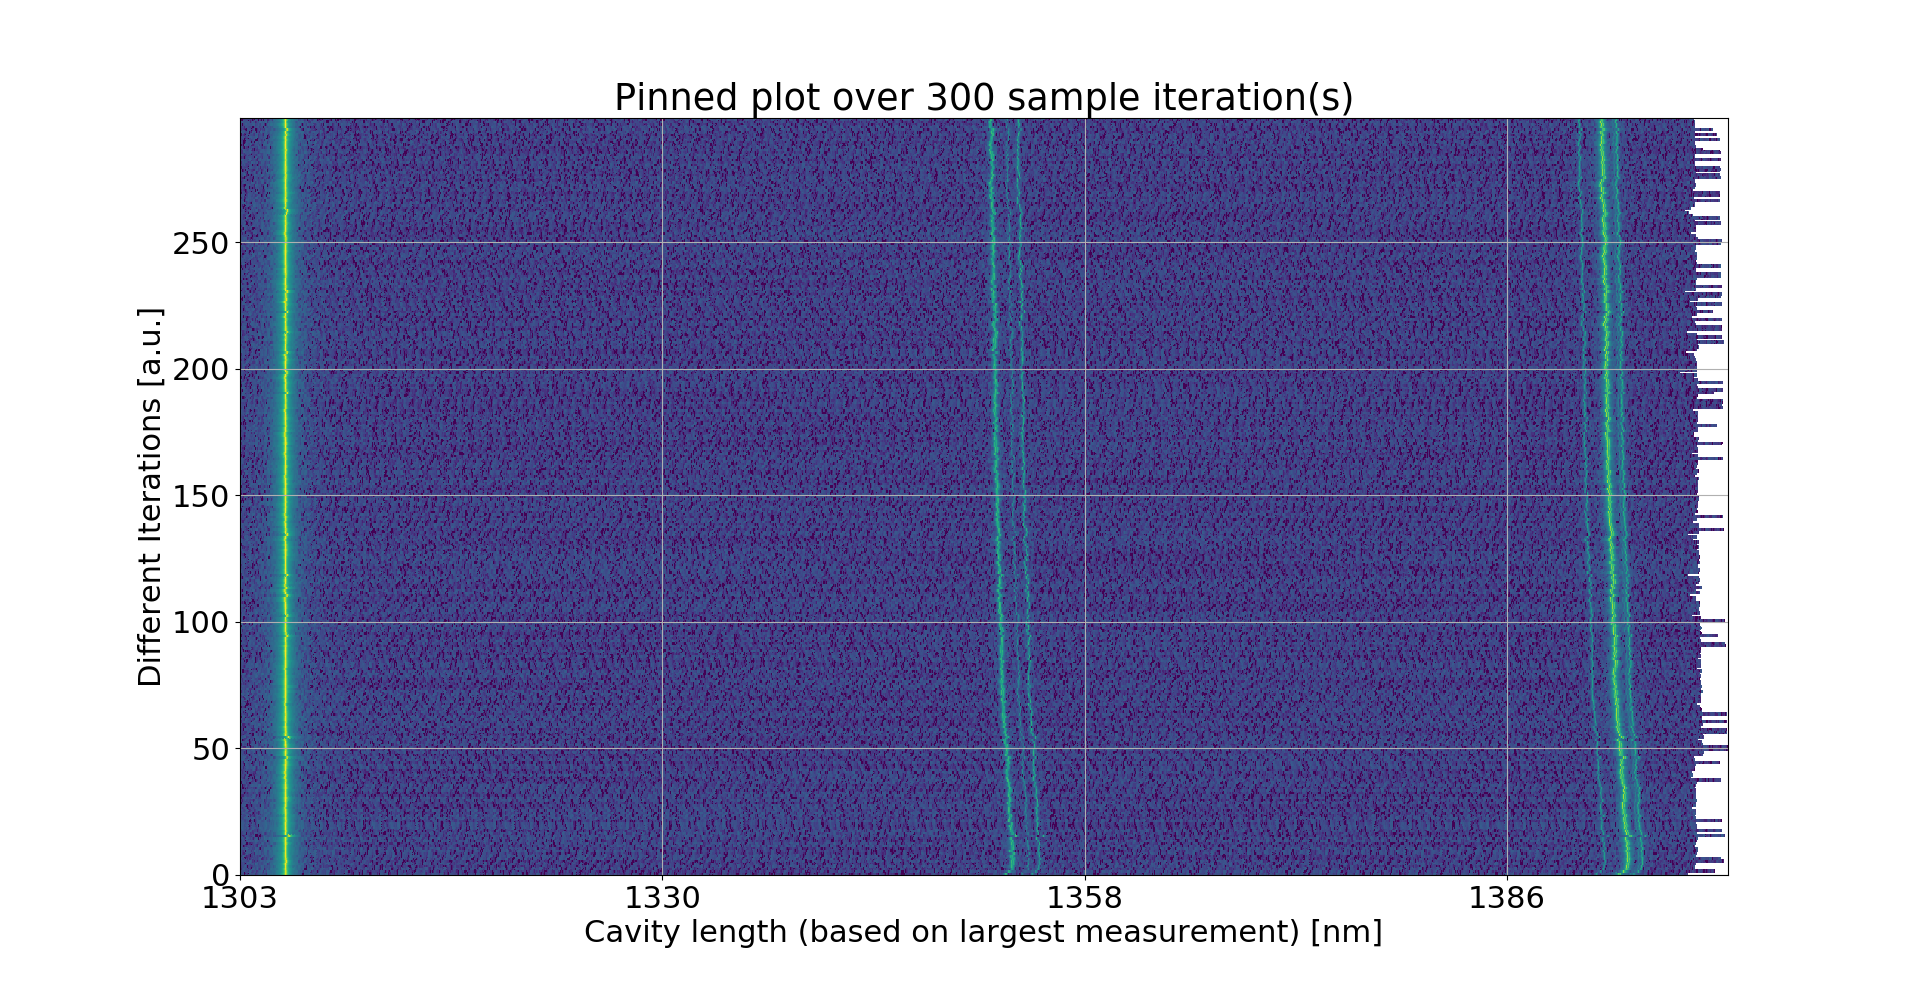 Pinned plot over 300 sample iteration(s)
Different Iterations [a.u.]
250
200
150
100
50
0
1303 1330 1358 1386
Cavity length (based on largest measurement) [nm]